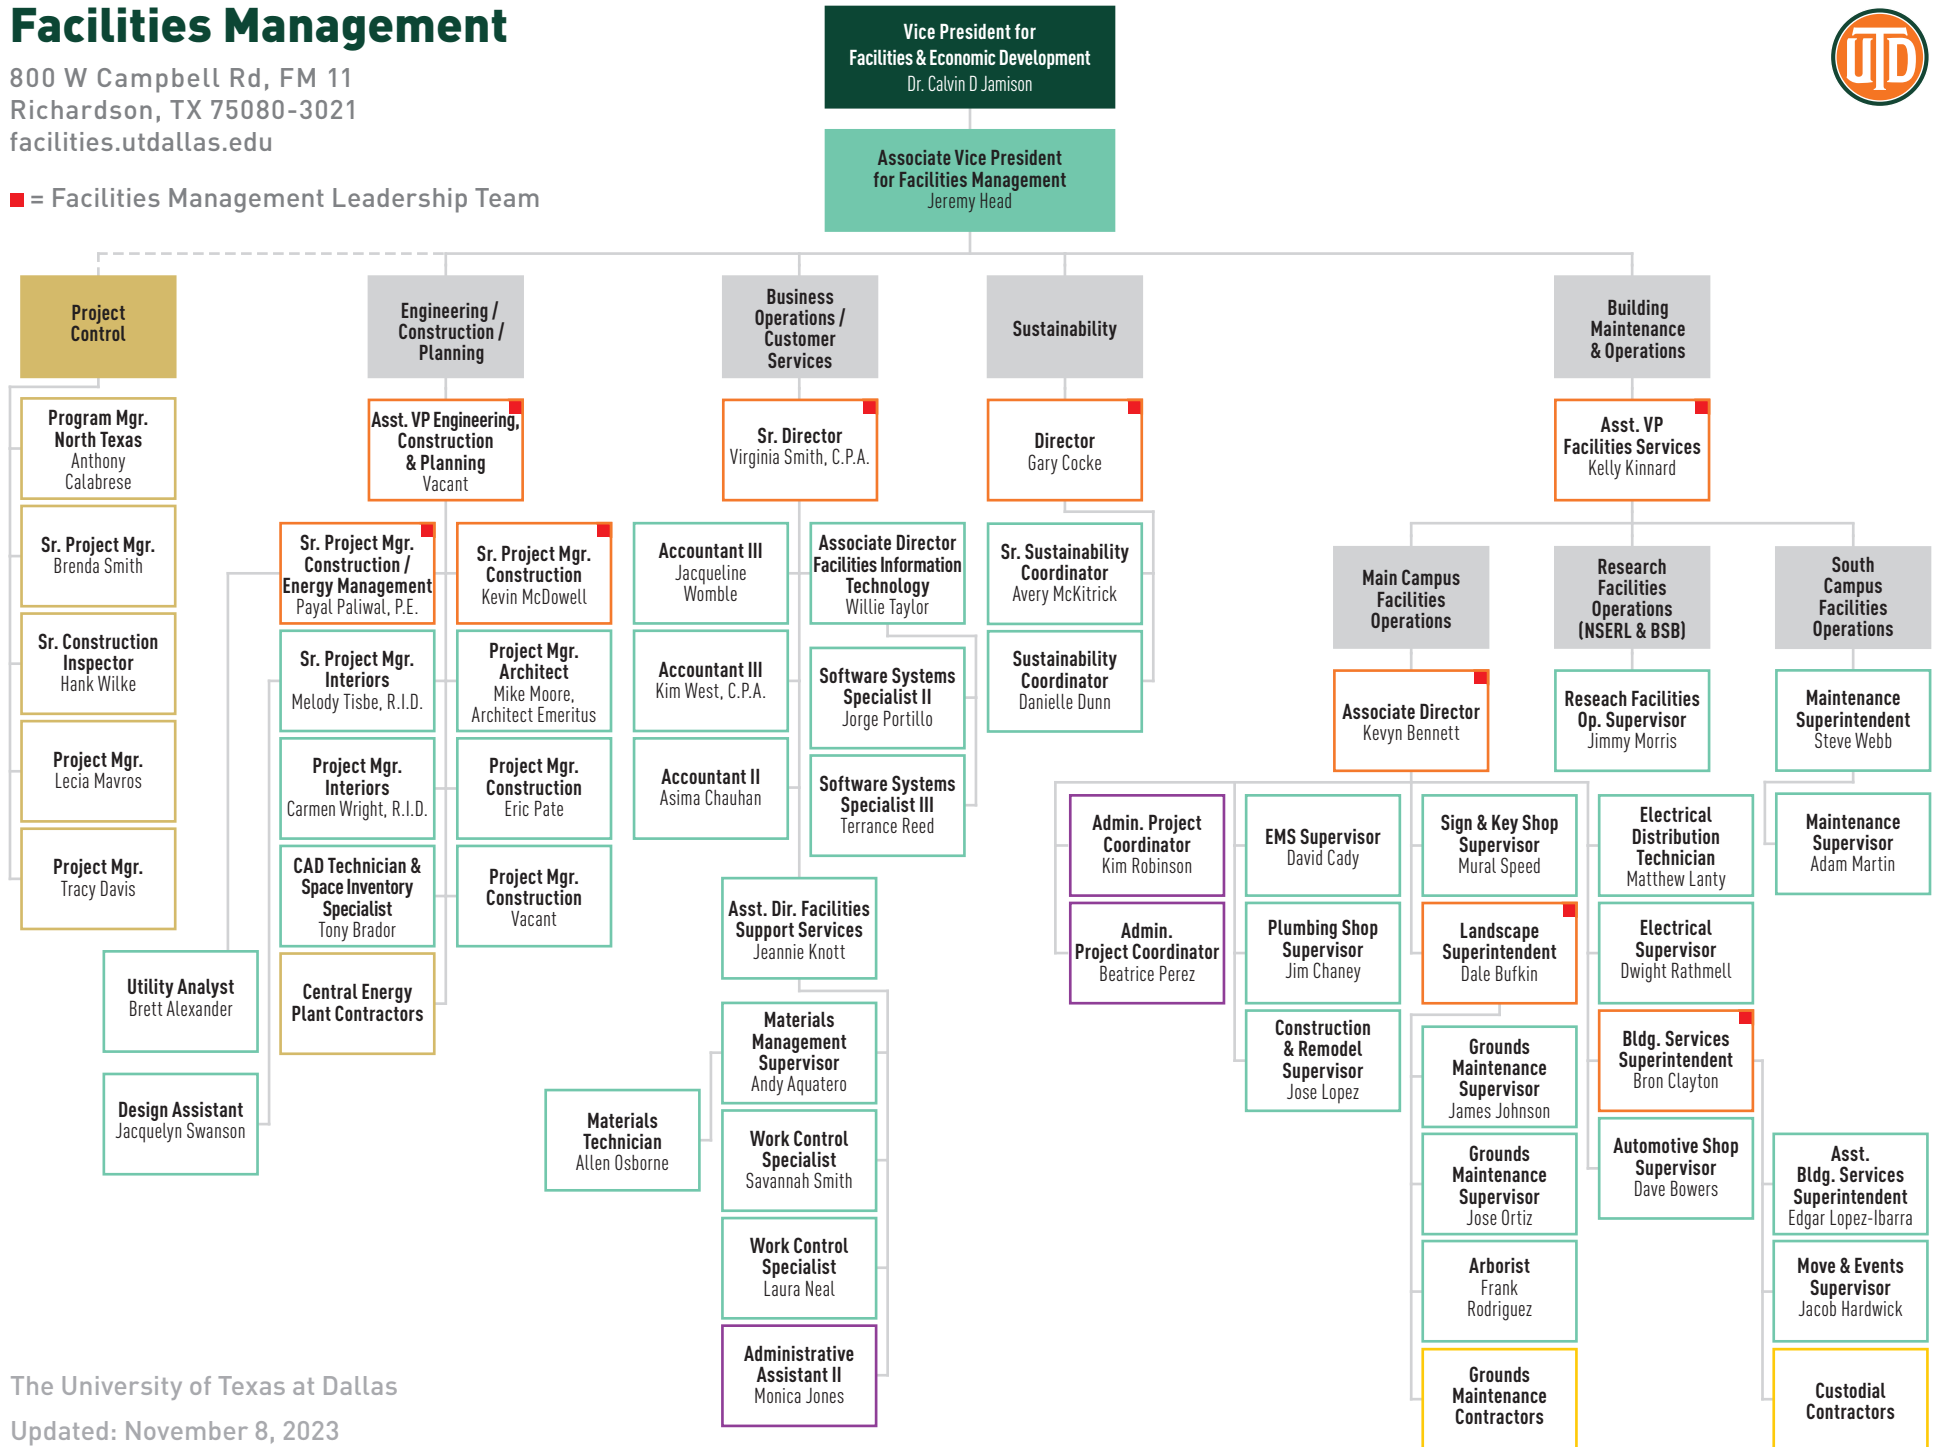 Facilities Management
800 W Campbell Rd, FM 11
Richardson, TX 75080-3021
facilities.utdallas.edu
= Facilities Management Leadership Team
Vice President for
Facilities & Economic Development
Dr. Calvin D Jamison
UTD
Associate Vice President
for Facilities Management
Jeremy Head
Project
Control
Program Mgr.
North Texas
Anthony
Calabrese
Sr. Project Mgr.
Brenda Smith
Sr. Construction
Inspector
Hank Wilke
Project Mgr.
Lecia Mavros
Project Mgr.
Tracy Davis
Engineering /
Construction /
Planning
Asst. VP Engineering,
Construction
& Planning
Vacant
Sr. Project Mgr.
Construction /
Energy Management
Payal Paliwal, P.E.
Sr. Project Mgr.
Interiors
Melody Tisbe, R.I.D.
Project Mgr.
Interiors
Carmen Wright, R.I.D.
CAD Technician &
Space Inventory
Specialist
Tony Brador
Central Energy
Plant Contractors
Utility Analyst
Brett Alexander
Design Assistant
Jacquelyn Swanson
Sr. Project Mgr.
Construction
Kevin McDowell
Project Mgr.
Architect
Mike Moore,
Architect Emeritus
Project Mgr.
Construction
Eric Pate
Project Mgr.
Construction
Vacant
Business
Operations /
Customer
Services
Sr. Director
Virginia Smith, C.P.A.
Accountant III
Jacqueline
Womble
Accountant III
Kim West, C.P.A.
Accountant II
Asima Chauhan
Associate Director
Facilities Information
Technology
Willie Taylor
Software Systems
Specialist II
Jorge Portillo
Software Systems
Specialist III
Terrance Reed
Asst. Dir. Facilities
Support Services
Jeannie Knott
Materials
Management
Supervisor
Andy Aquatero
Materials
Technician
Allen Osborne
Work Control
Specialist
Savannah Smith
Work Control
Specialist
Laura Neal
Administrative
Assistant II
Monica Jones
Sustainability
Director
Gary Cocke
Sr. Sustainability
Coordinator
Avery McKitrick
Sustainability
Coordinator
Danielle Dunn
Building
Maintenance
& Operations
Asst. VP
Facilities Services
Kelly Kinnard
Main Campus
Facilities
Operations
Associate Director
Kevyn Bennett
Admin. Project
Coordinator
Kim Robinson
Admin.
Project Coordinator
Beatrice Perez
EMS Supervisor
David Cady
Plumbing Shop
Supervisor
Jim Chaney
Construction
& Remodel
Supervisor
Jose Lopez
Sign & Key Shop
Supervisor
Mural Speed
Landscape
Superintendent
Dale Bufkin
Grounds
Maintenance
Supervisor
James Johnson
Grounds
Maintenance
Supervisor
Jose Ortiz
Arborist
Frank
Rodriguez
Grounds
Maintenance
Contractors
Electrical
Distribution
Technician
Matthew Lanty
Electrical
Supervisor
Dwight Rathmell
Bldg. Services
Superintendent
Bron Clayton
Automotive Shop
Supervisor
Dave Bowers
Asst.
Bldg. Services
Superintendent
Edgar Lopez-Ibarra
Move & Events
Supervisor
Jacob Hardwick
Custodial
Contractors
Research
Facilities
Operations
(NSERL & BSB)
Reseach Facilities
Op. Supervisor
Jimmy Morris
South
Campus
Facilities
Operations
Maintenance
Superintendent
Steve Webb
Maintenance
Supervisor
Adam Martin
The University of Texas at Dallas
Updated: November 8, 2023